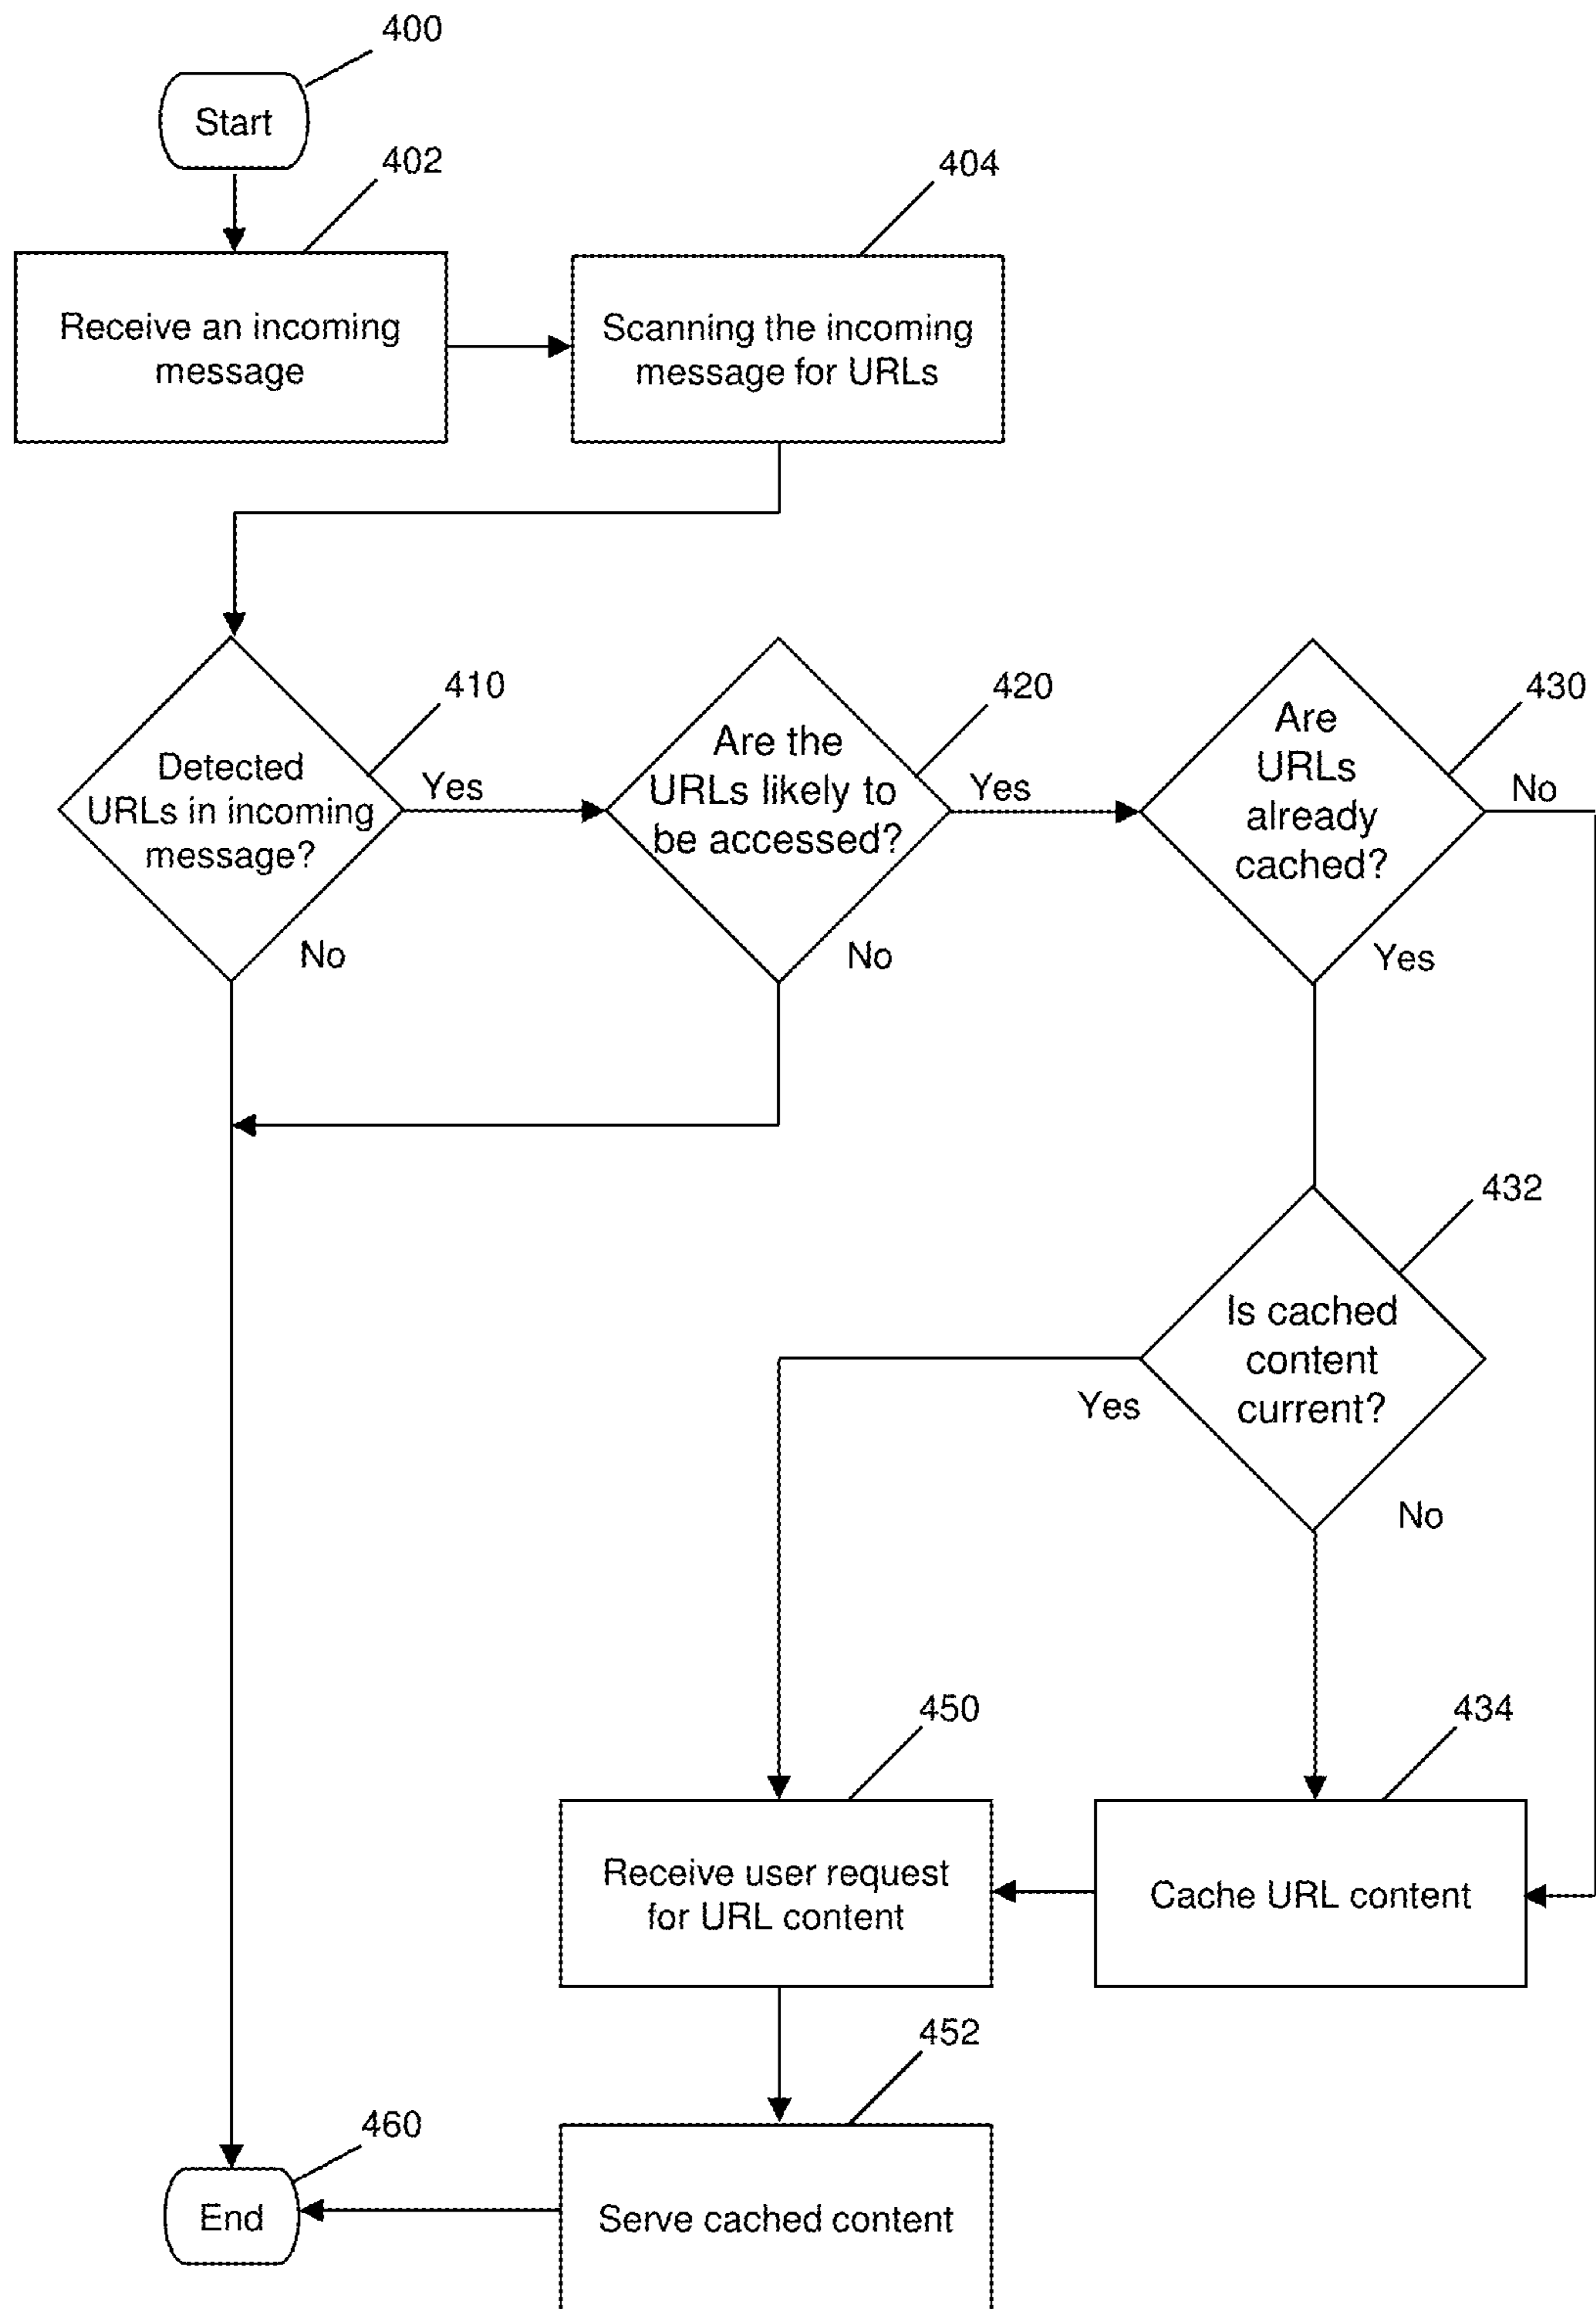 400
Start
402
404
Receive an incoming
message
Scanning the incoming
message for URLs
410
420
430
Detected
URLs in incoming
message?
Yes
No
Are the
URLs likely to
be accessed?
Yes
No
Are
URLs
already
cached?
No
Yes
432
Is cached
content
current?
Yes
No
450
434
Receive user request
for URL content
Cache URL content
452
460
End
Serve cached content